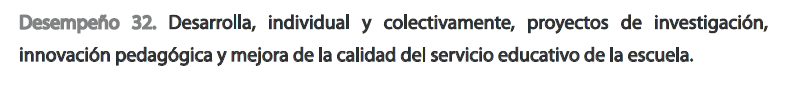 Desempeño 32. Desarrolla, individual y colectivamente, proyectos de investigación,
innovación pedagógica y mejora de la calidad del servicio educativo de la escuela.